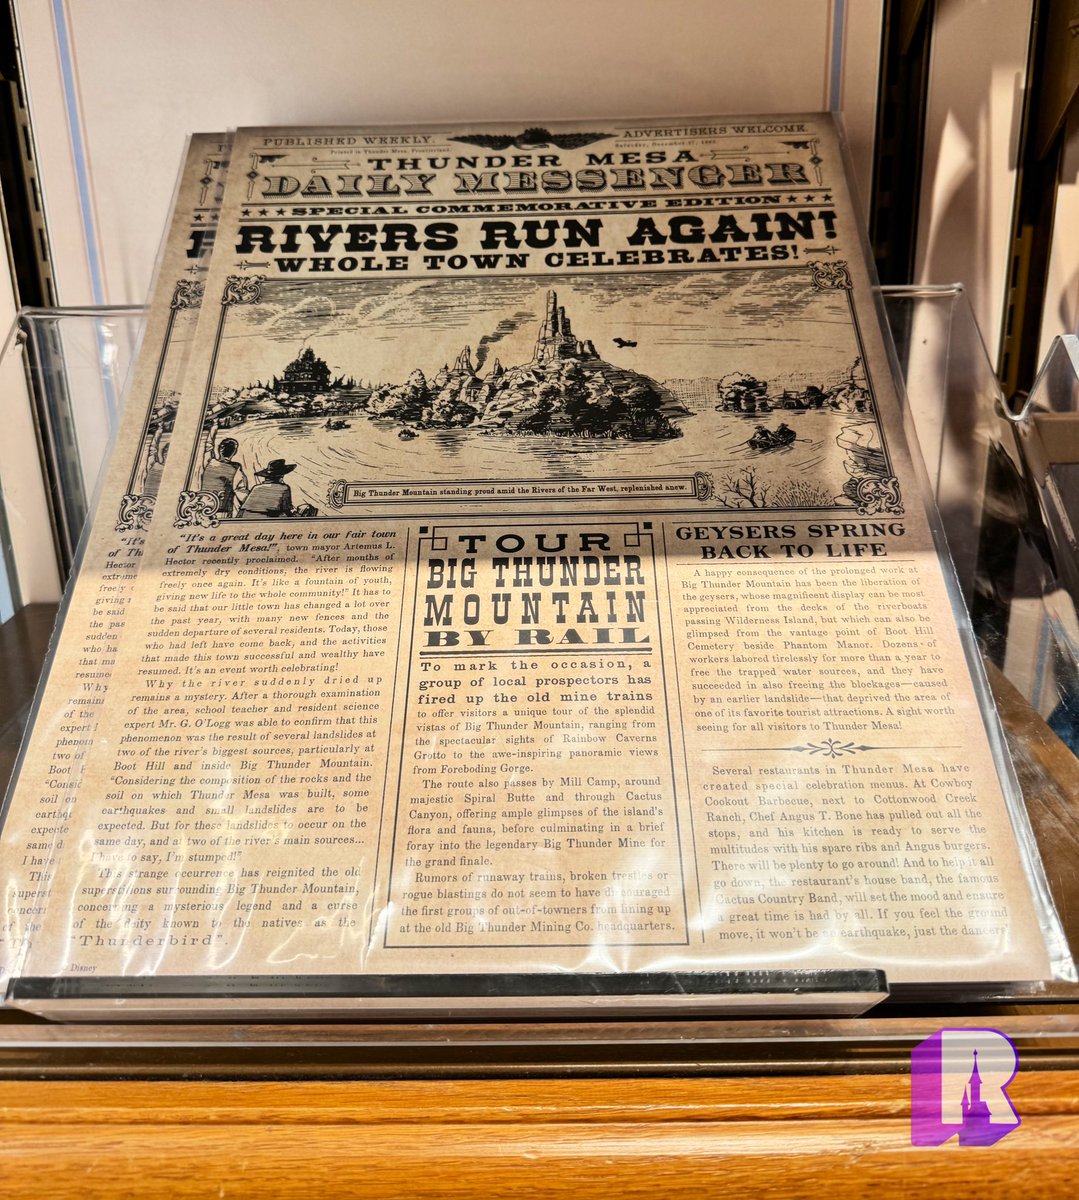 PUBLISHED WEEKLY.
ADVERTISERS WELCOME.
Printed in Thunder Mesa, Frontierland.
THUNDER MESA
DAILY MESSENGER
SPECIAL COMMEMORATIVE EDITION
RIVERS RUN AGAIN!
WHOLE TOWN CELEBRATES!
Big Thunder Mountain standing proud amid the Rivers of the Far West, replenished anew.
"It's a great day here in our fair town
of Thunder Mesa!", town mayor Artemus L.
Hector recently proclaimed. "After months of
extremely dry conditions, the river is flowing
freely once again. It's like a fountain of youth,
giving new life to the whole community!" It has to
be said that our little town has changed a lot over
the past year, with many new fences and the
sudden departure of several residents. Today, those
who had left have come back, and the activities
that made this town successful and wealthy have
resumed. It's an event worth celebrating!
Why the river suddenly dried up
remains a mystery. After a thorough examination
of the area, school teacher and resident science
expert Mr. G. O'Logg was able to confirm that this
phenomenon was the result of several landslides at
two of the river's biggest sources, particularly at
Boot Hill and inside Big Thunder Mountain.
"Considering the composition of the rocks and the
soil on which Thunder Mesa was built, some
earthquakes and small landslides are to be
expected. But for these landslides to occur on the
same day, and at two of the river's main sources...
I have to say, I'm stumped!"
This strange occurrence has reignited the old
superstitions surrounding Big Thunder Mountain,
concerning a mysterious legend and a curse
of the deity known to the natives as the
"Thunderbird".
© Disney
TOUR
BIG THUNDER
MOUNTAIN
BY RAIL
To mark the occasion, a
group of local prospectors has
fired up the old mine trains
to offer visitors a unique tour of the splendid
vistas of Big Thunder Mountain, ranging from
the spectacular sights of Rainbow Caverns
Grotto to the awe-inspiring panoramic views
from Foreboding Gorge.
The route also passes by Mill Camp, around
majestic Spiral Butte and through Cactus
Canyon, offering ample glimpses of the island's
flora and fauna, before culminating in a brief
foray into the legendary Big Thunder Mine for
the grand finale.
Rumors of runaway trains, broken trestles or
rogue blastings do not seem to have discouraged
the first groups of out-of-towners from lining up
at the old Big Thunder Mining Co. headquarters.
GEYSERS SPRING
BACK TO LIFE
A happy consequence of the prolonged work at
Big Thunder Mountain has been the liberation of
the geysers, whose magnificent display can be most
appreciated from the decks of the riverboats
passing Wilderness Island, but which can also be
glimpsed from the vantage point of Boot Hill
Cemetery beside Phantom Manor. Dozens of
workers labored tirelessly for more than a year to
free the trapped water sources, and they have
succeeded in also freeing the blockages—caused
by an earlier landslide—that deprived the area of
one of its favorite tourist attractions. A sight worth
seeing for all visitors to Thunder Mesa!
Several restaurants in Thunder Mesa have
created special celebration menus. At Cowboy
Cookout Barbecue, next to Cottonwood Creek
Ranch, Chef Angus T. Bone has pulled out all the
stops, and his kitchen is ready to serve the
multitudes with his spare ribs and Angus burgers.
There will be plenty to go around! And to help it all
go down, the restaurant's house band, the famous
Cactus Country Band, will set the mood and ensure
a great time is had by all. If you feel the ground
move, it won't be an earthquake, just the dancers!
R